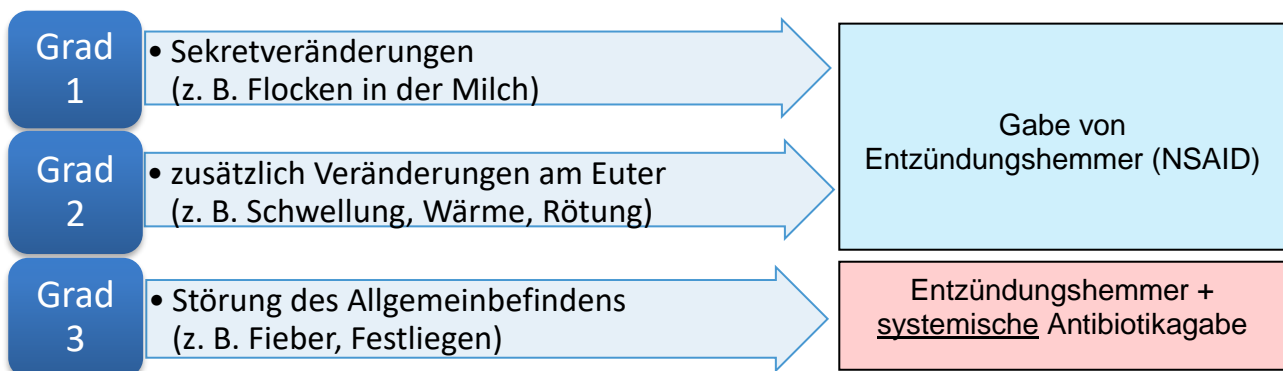 Grad
1
• Sekretveränderungen
(z. B. Flocken in der Milch)
Grad
2
• zusätzlich Veränderungen am Euter
(z. B. Schwellung, Wärme, Rötung)
Gabe von
Entzündungshemmer (NSAID)
Grad
3
• Störung des Allgemeinbefindens
(z. B. Fieber, Festliegen)
Entzündungshemmer +
systemische Antibiotikagabe